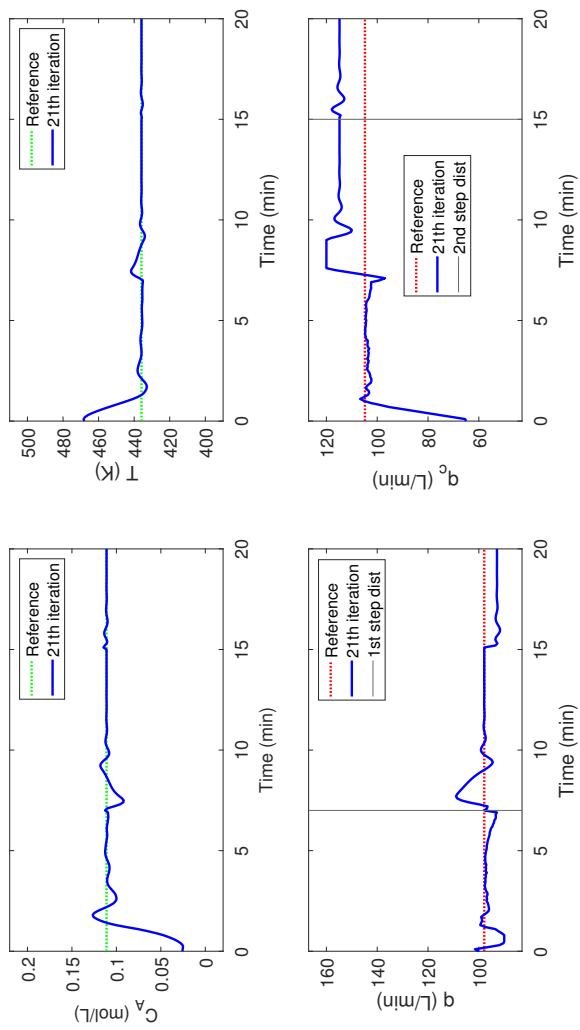 C_A (mol/L)
0.2
0.15
0.1
0.05
0
Reference
21th iteration
0
5
10
15
20
Time (min)
T (K)
500
480
460
440
420
400
Reference
21th iteration
0
5
10
15
20
Time (min)
q (L/min)
160
140
120
100
Reference
21th iteration
1st step dist
0
5
10
15
20
Time (min)
q_c (L/min)
120
100
80
60
Reference
21th iteration
2nd step dist
0
5
10
15
20
Time (min)